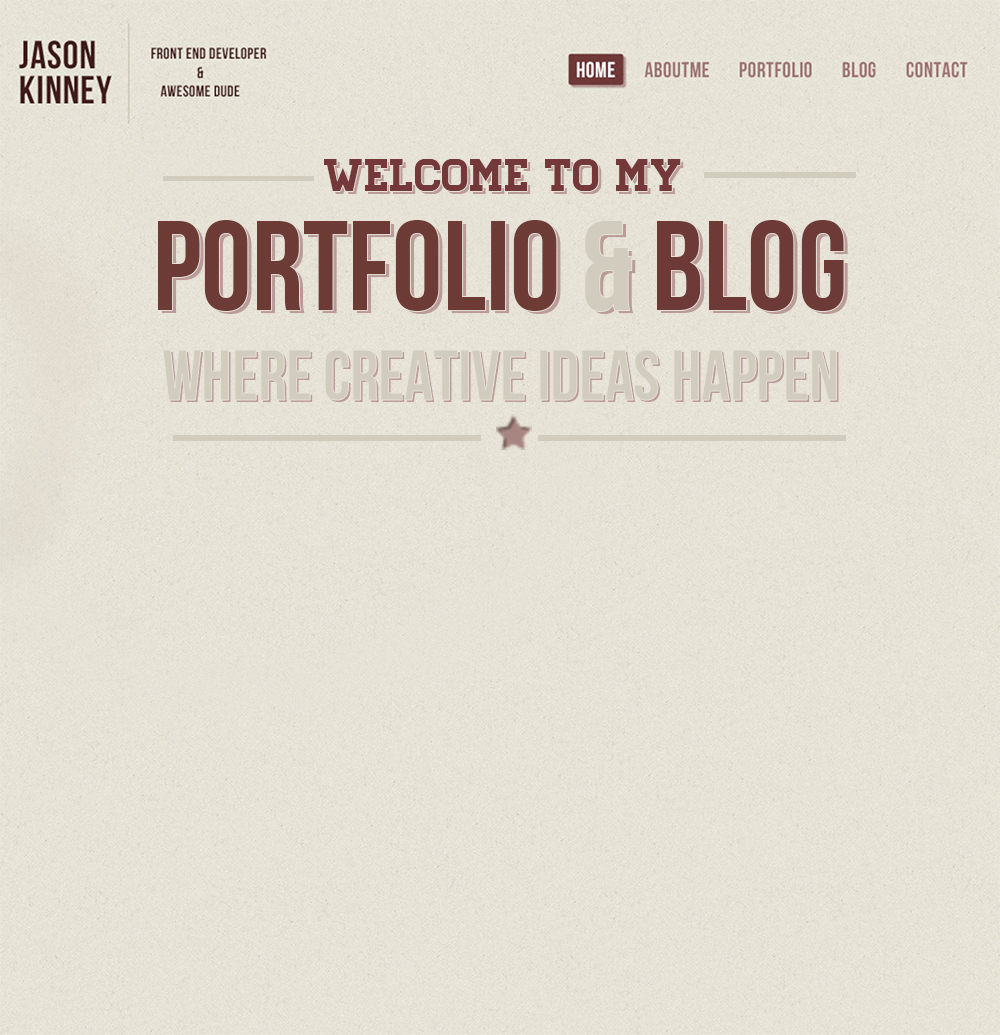 JASON
KINNEY
FRONT END DEVELOPER
&
AWESOME DUDE
HOME ABOUTME PORTFOLIO BLOG CONTACT
WELCOME TO MY
PORTFOLIO & BLOG
WHERE CREATIVE IDEAS HAPPEN